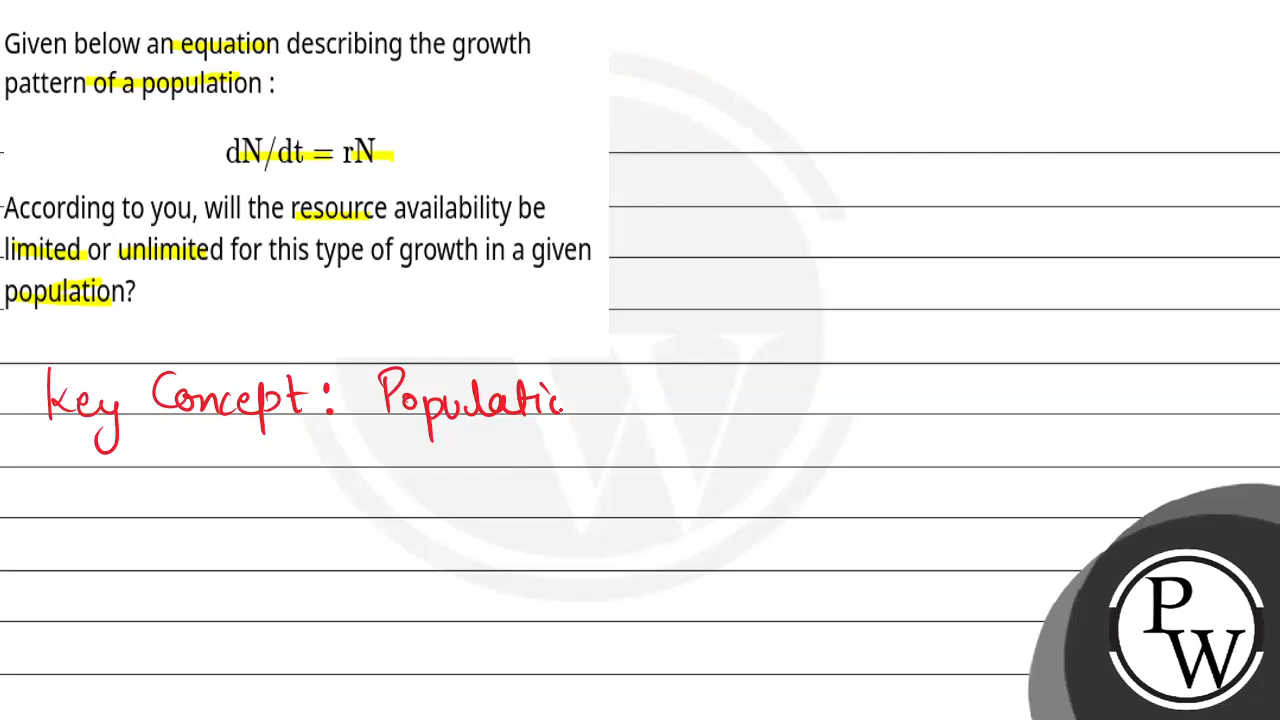 Given below an equation describing the growth
pattern of a population :
dN/dt = rN
According to you, will the resource availability be
limited or unlimited for this type of growth in a given
population?
Key Concept: Populatio
P
W